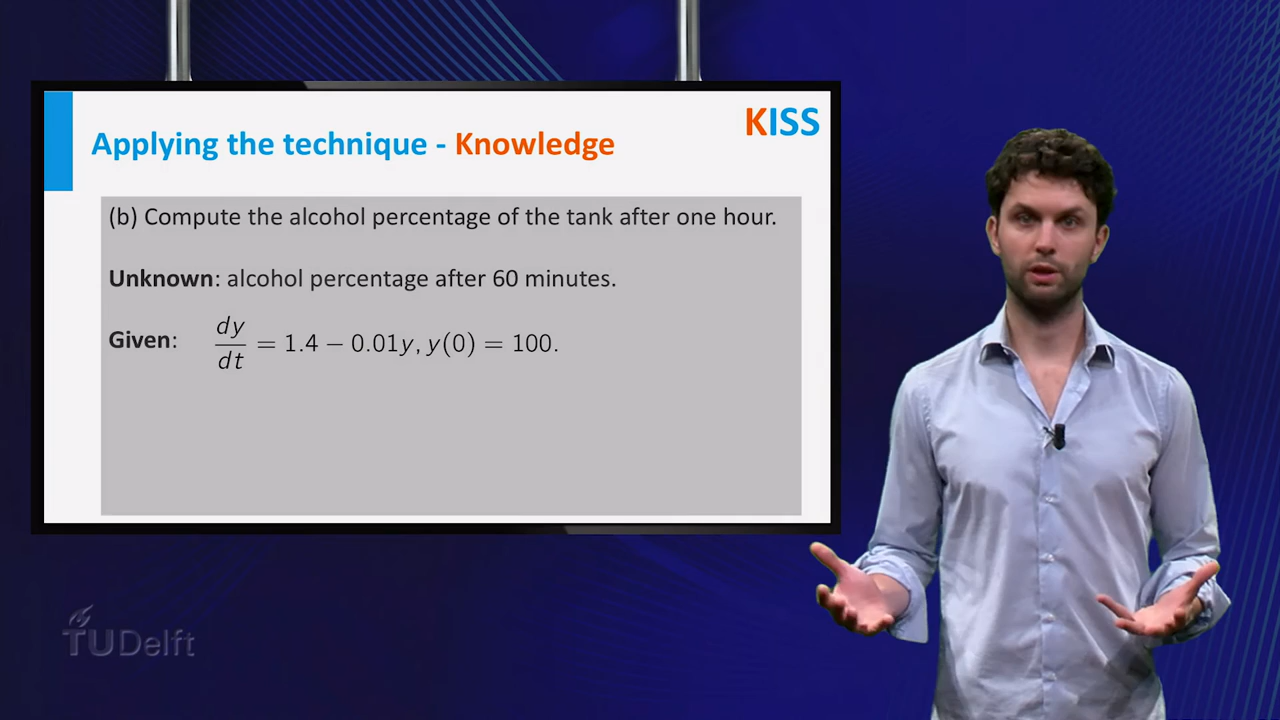 KISS
Applying the technique - Knowledge
(b) Compute the alcohol percentage of the tank after one hour.
Unknown: alcohol percentage after 60 minutes.
Given: dy/dt = 1.4 − 0.01y, y(0) = 100.
TUDelft